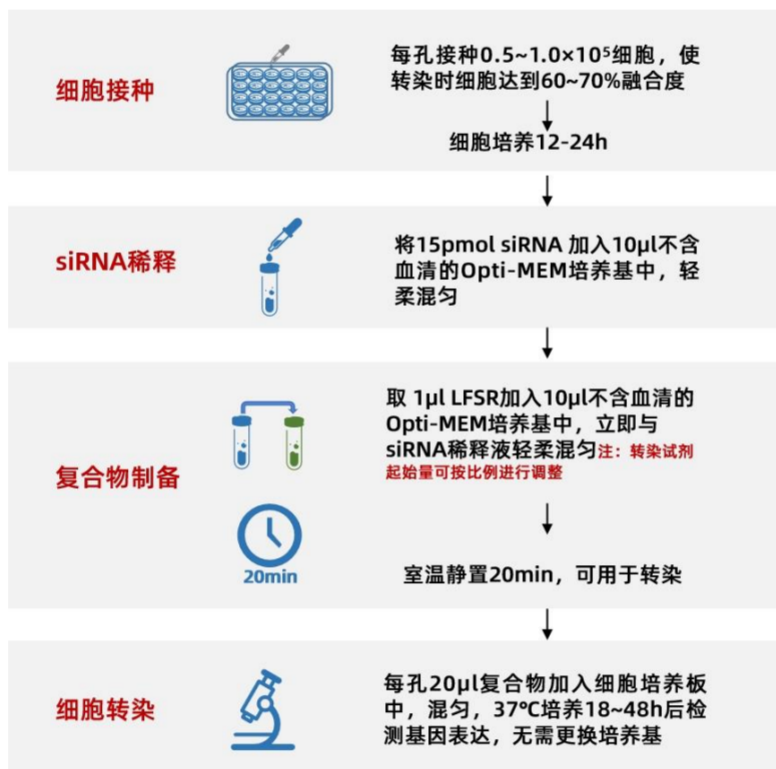 细胞接种
每孔接种0.5~1.0×10⁵细胞，使
转染时细胞达到60~70%融合度
细胞培养12-24h
siRNA稀释
将15pmol siRNA 加入10μl不含
血清的Opti-MEM培养基中，轻
柔混匀
复合物制备
取 1μl LFSR加入10μl不含血清的
Opti-MEM培养基中，立即与
siRNA稀释液轻柔混匀注：转染试剂
起始量可按比例进行调整
20min
室温静置20min，可用于转染
细胞转染
每孔20μl复合物加入细胞培养板
中，混匀，37℃培养18~48h后检
测基因表达，无需更换培养基